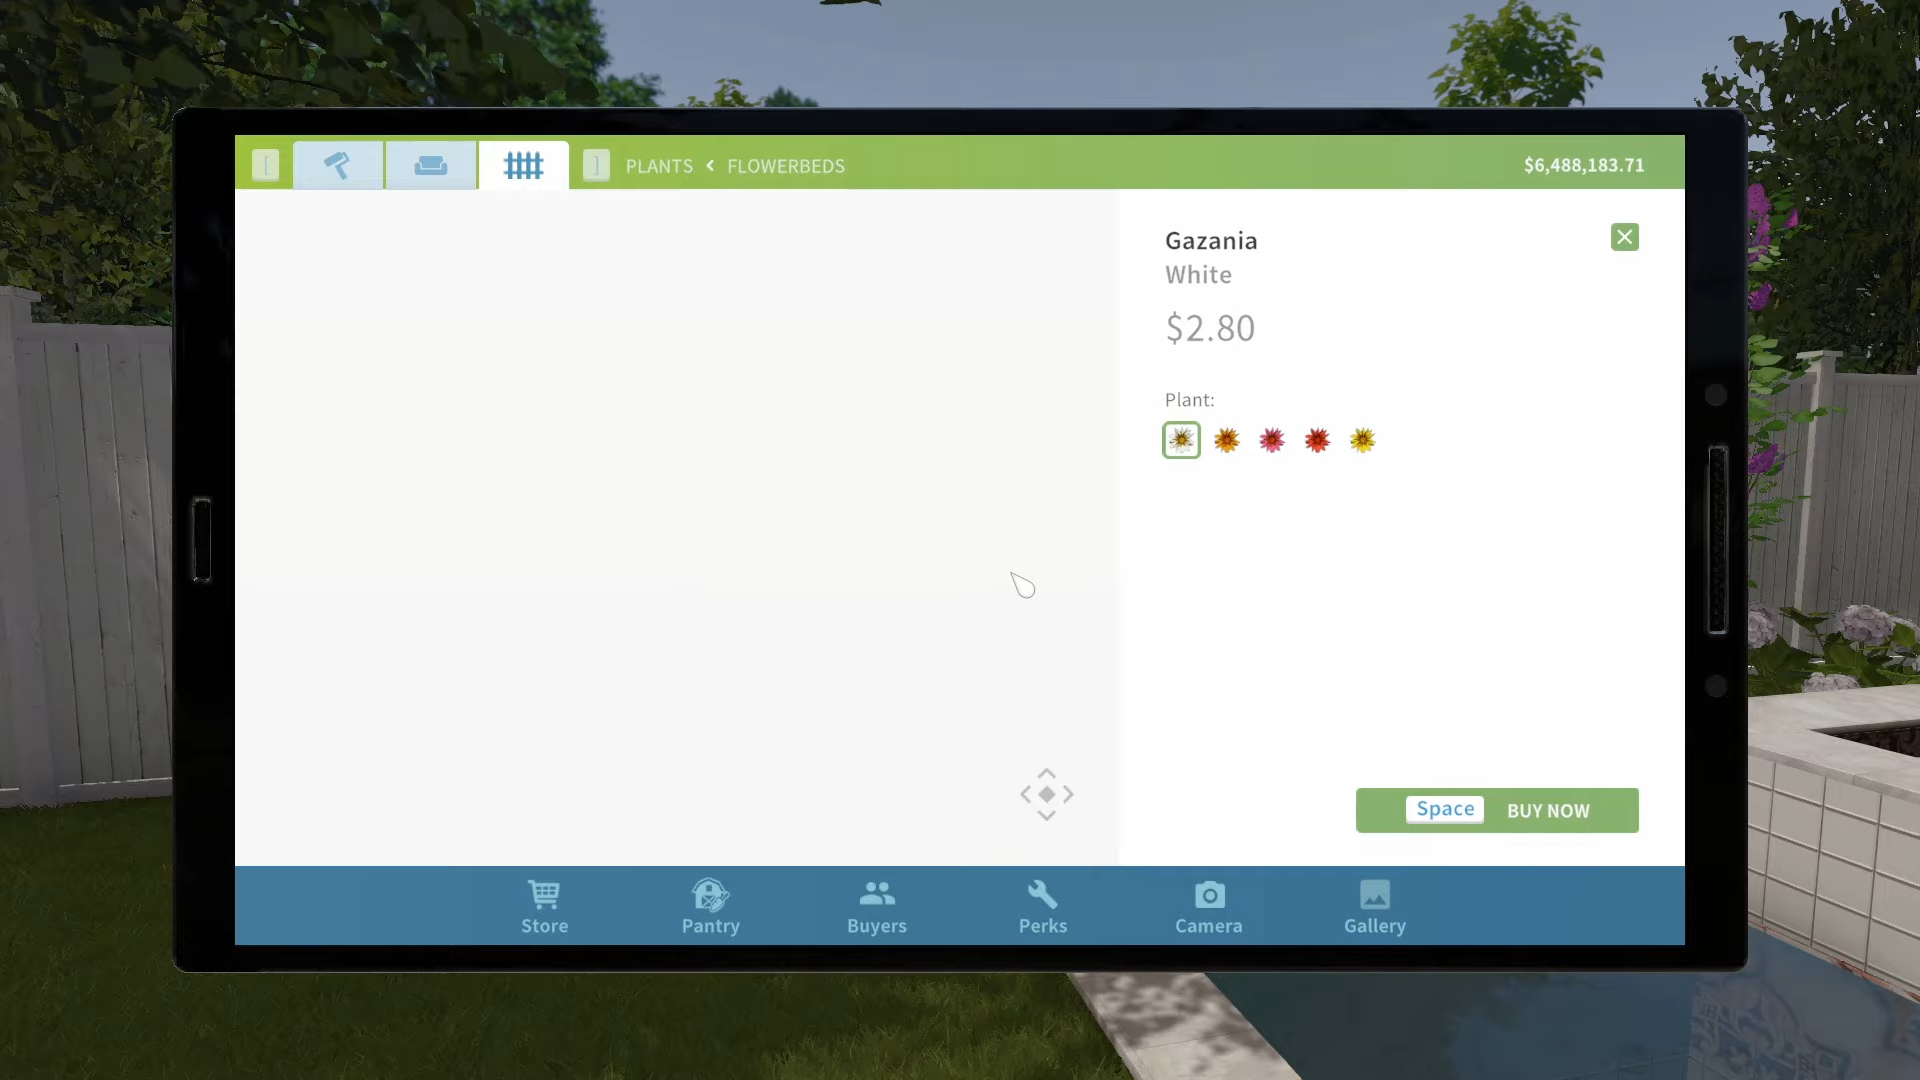 [
]
PLANTS < FLOWERBEDS
$6,488,183.71
Gazania
White
$2.80
Plant:
Space BUY NOW
Store
Pantry
Buyers
Perks
Camera
Gallery